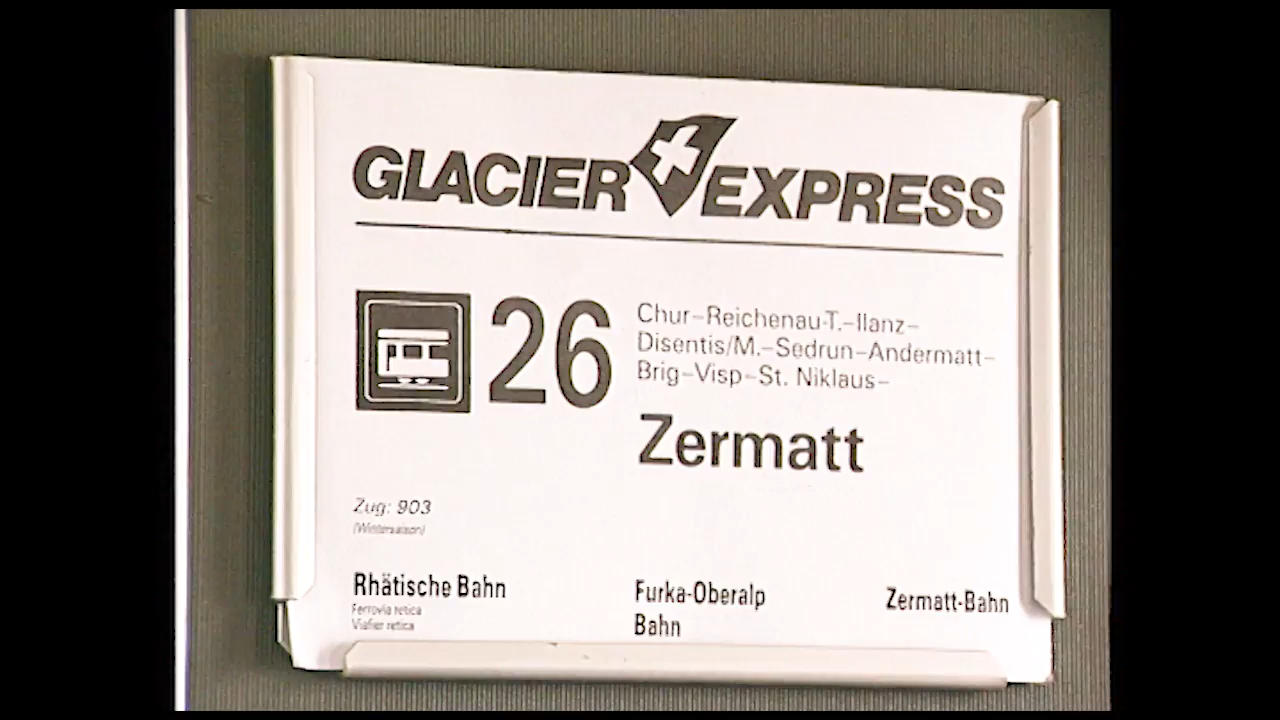 GLACIER EXPRESS
26
Chur-Reichenau-T.-Ilanz-
Disentis/M.-Sedrun-Andermatt-
Brig-Visp-St. Niklaus-
Zermatt
Zug: 903
(Wintersaison)
Rhätische Bahn
Ferrovia retica
Viafier retica
Furka-Oberalp
Bahn
Zermatt-Bahn